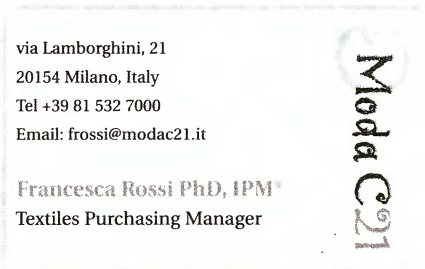 via Lamborghini, 21
20154 Milano, Italy
Tel +39 81 532 7000
Email: frossi@modac21.it
Francesca Rossi PhD, IPM
Textiles Purchasing Manager
Moda C21